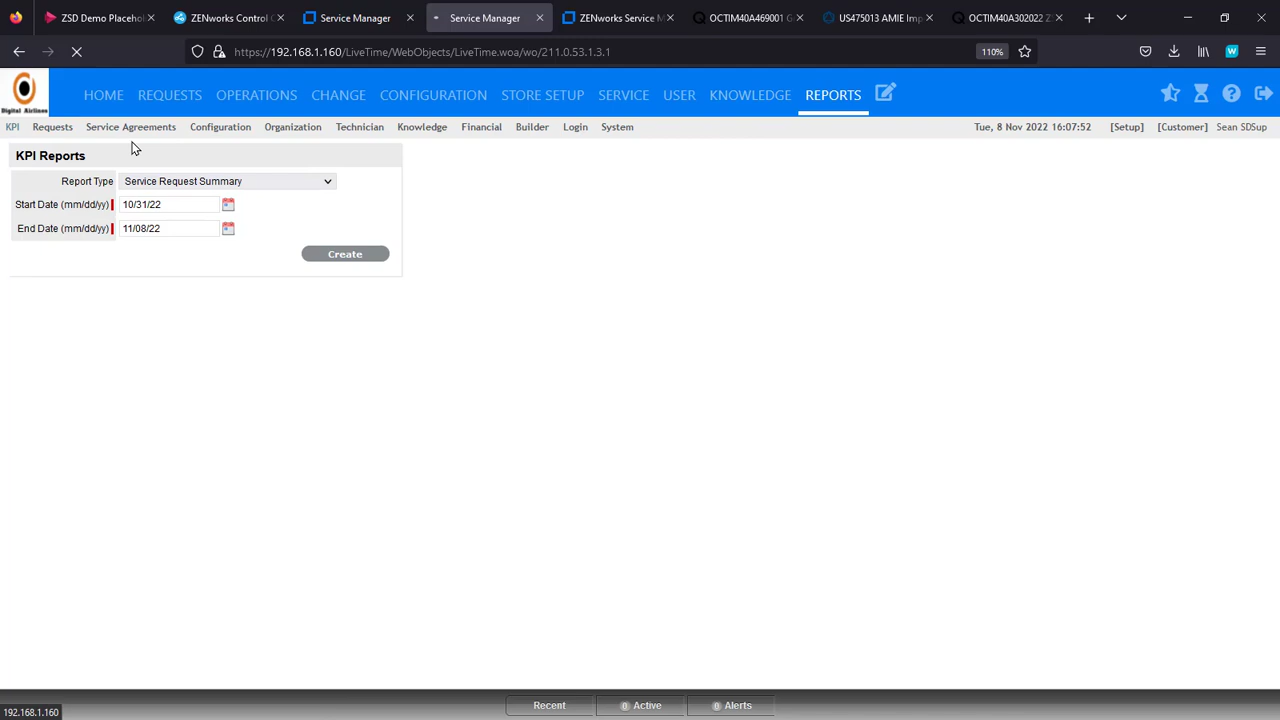 ZSD Demo Placehol
ZENworks Control C
Service Manager
Service Manager
ZENworks Service M
OCTIM40A469001 G
US475013 AMIE Imp
OCTIM40A302022 Z
https://192.168.1.160/LiveTime/WebObjects/LiveTime.woa/wo/211.0.53.1.3.1
110%
Digital Airlines
HOME REQUESTS OPERATIONS CHANGE CONFIGURATION STORE SETUP SERVICE USER KNOWLEDGE REPORTS
KPI Requests Service Agreements Configuration Organization Technician Knowledge Financial Builder Login System
Tue, 8 Nov 2022 16:07:52 [Setup] [Customer] Sean SDSup
KPI Reports
Report Type Service Request Summary
Start Date (mm/dd/yy) 10/31/22
End Date (mm/dd/yy) 11/08/22
Create
Recent 0 Active 0 Alerts
192.168.1.160